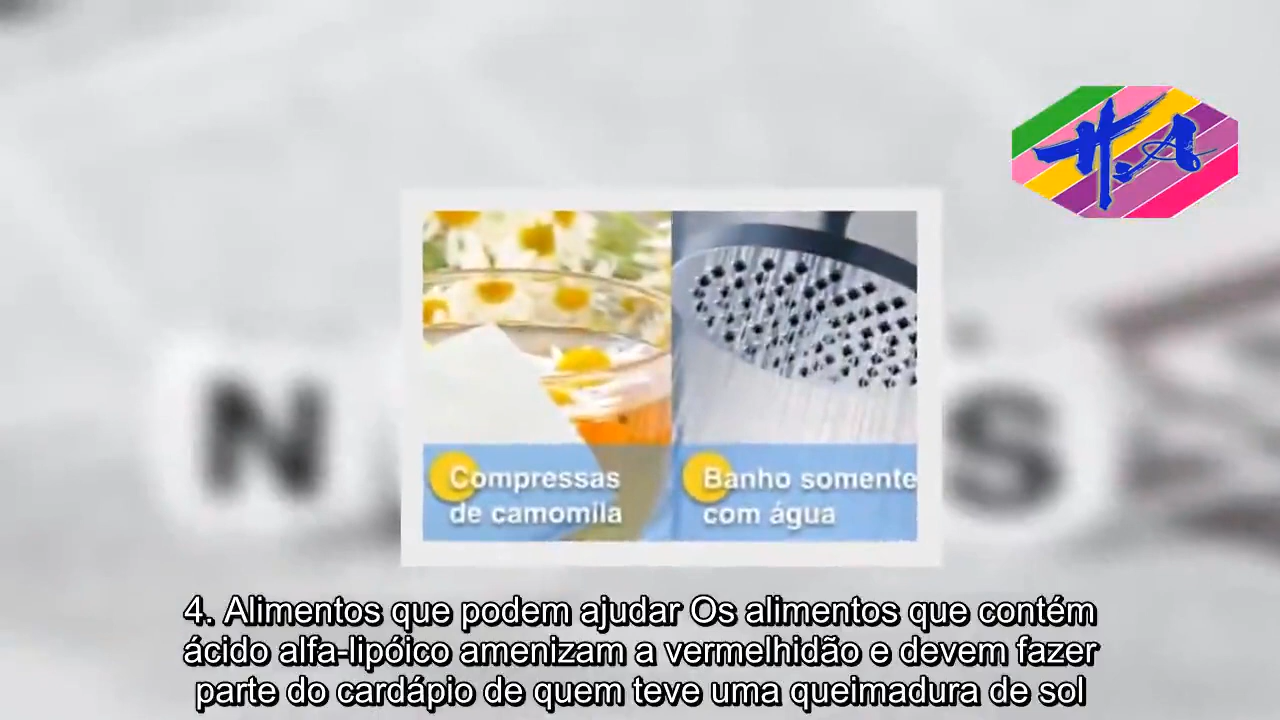 H.A
N
S
Compressas
de camomila
Banho somente
com água
4. Alimentos que podem ajudar Os alimentos que contém
ácido alfa-lipóico amenizam a vermelhidão e devem fazer
parte do cardápio de quem teve uma queimadura de sol